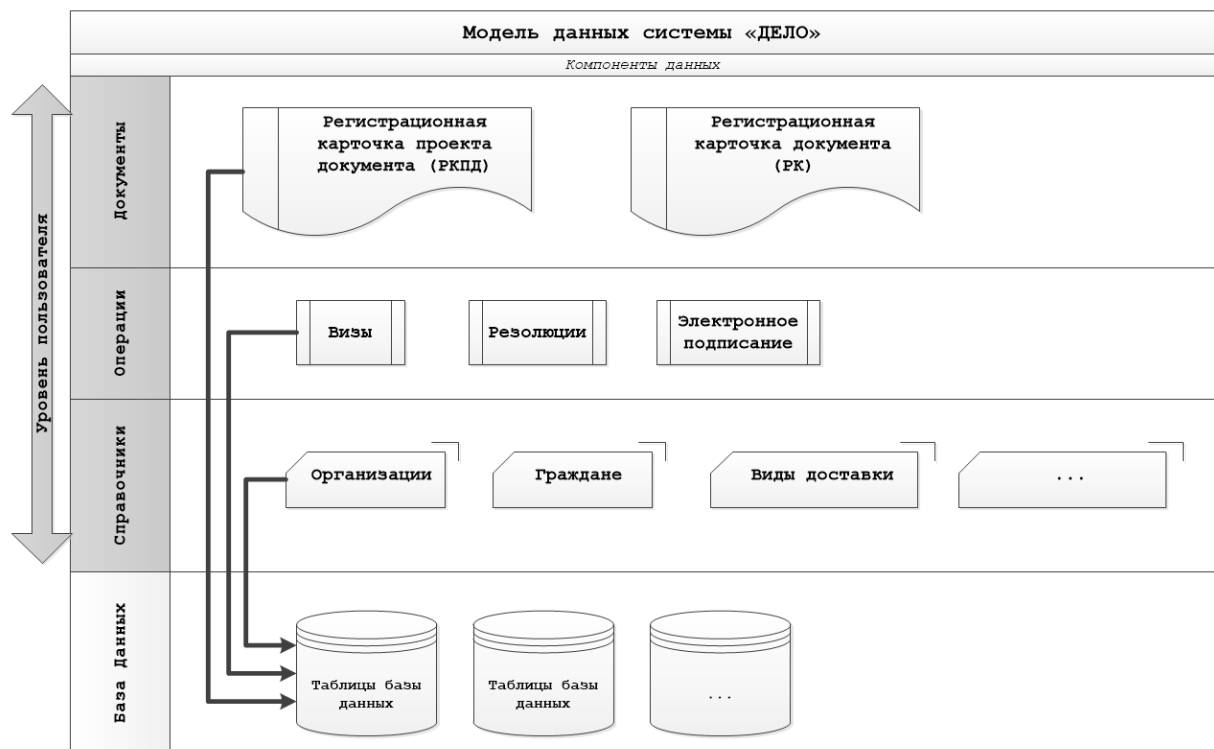 Модель данных системы «ДЕЛО»
Компоненты данных
Уровень пользователя
Документы
Регистрационная
карточка проекта
документа (РКПД)
Регистрационная
карточка документа
(РК)
Операции
Визы
Резолюции
Электронное
подписание
Справочники
Организации
Граждане
Виды доставки
...
База Данных
Таблицы базы
данных
Таблицы базы
данных
...